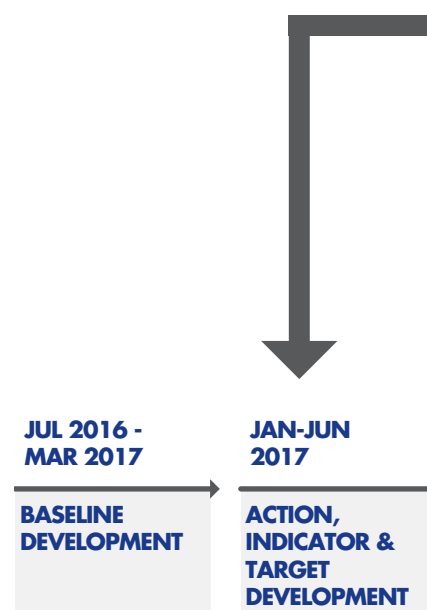 JUL 2016 -
MAR 2017
BASELINE
DEVELOPMENT
JAN-JUN
2017
ACTION,
INDICATOR &
TARGET
DEVELOPMENT